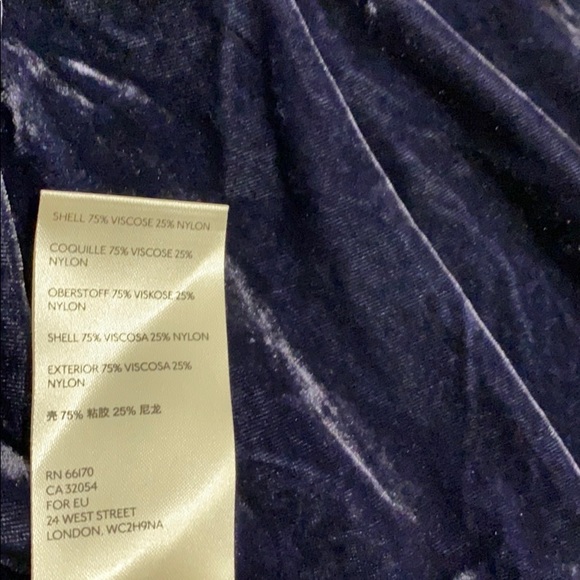 SHELL 75% VISCOSE 25% NYLON
COQUILLE 75% VISCOSE 25%
NYLON
OBERSTOFF 75% VISKOSE 25%
NYLON
SHELL 75% VISCOSA 25% NYLON
EXTERIOR 75% VISCOSA 25%
NYLON
壳 75% 粘胶 25% 尼龙
RN 66170
CA 32054
FOR EU
24 WEST STREET
LONDON, WC2H9NA